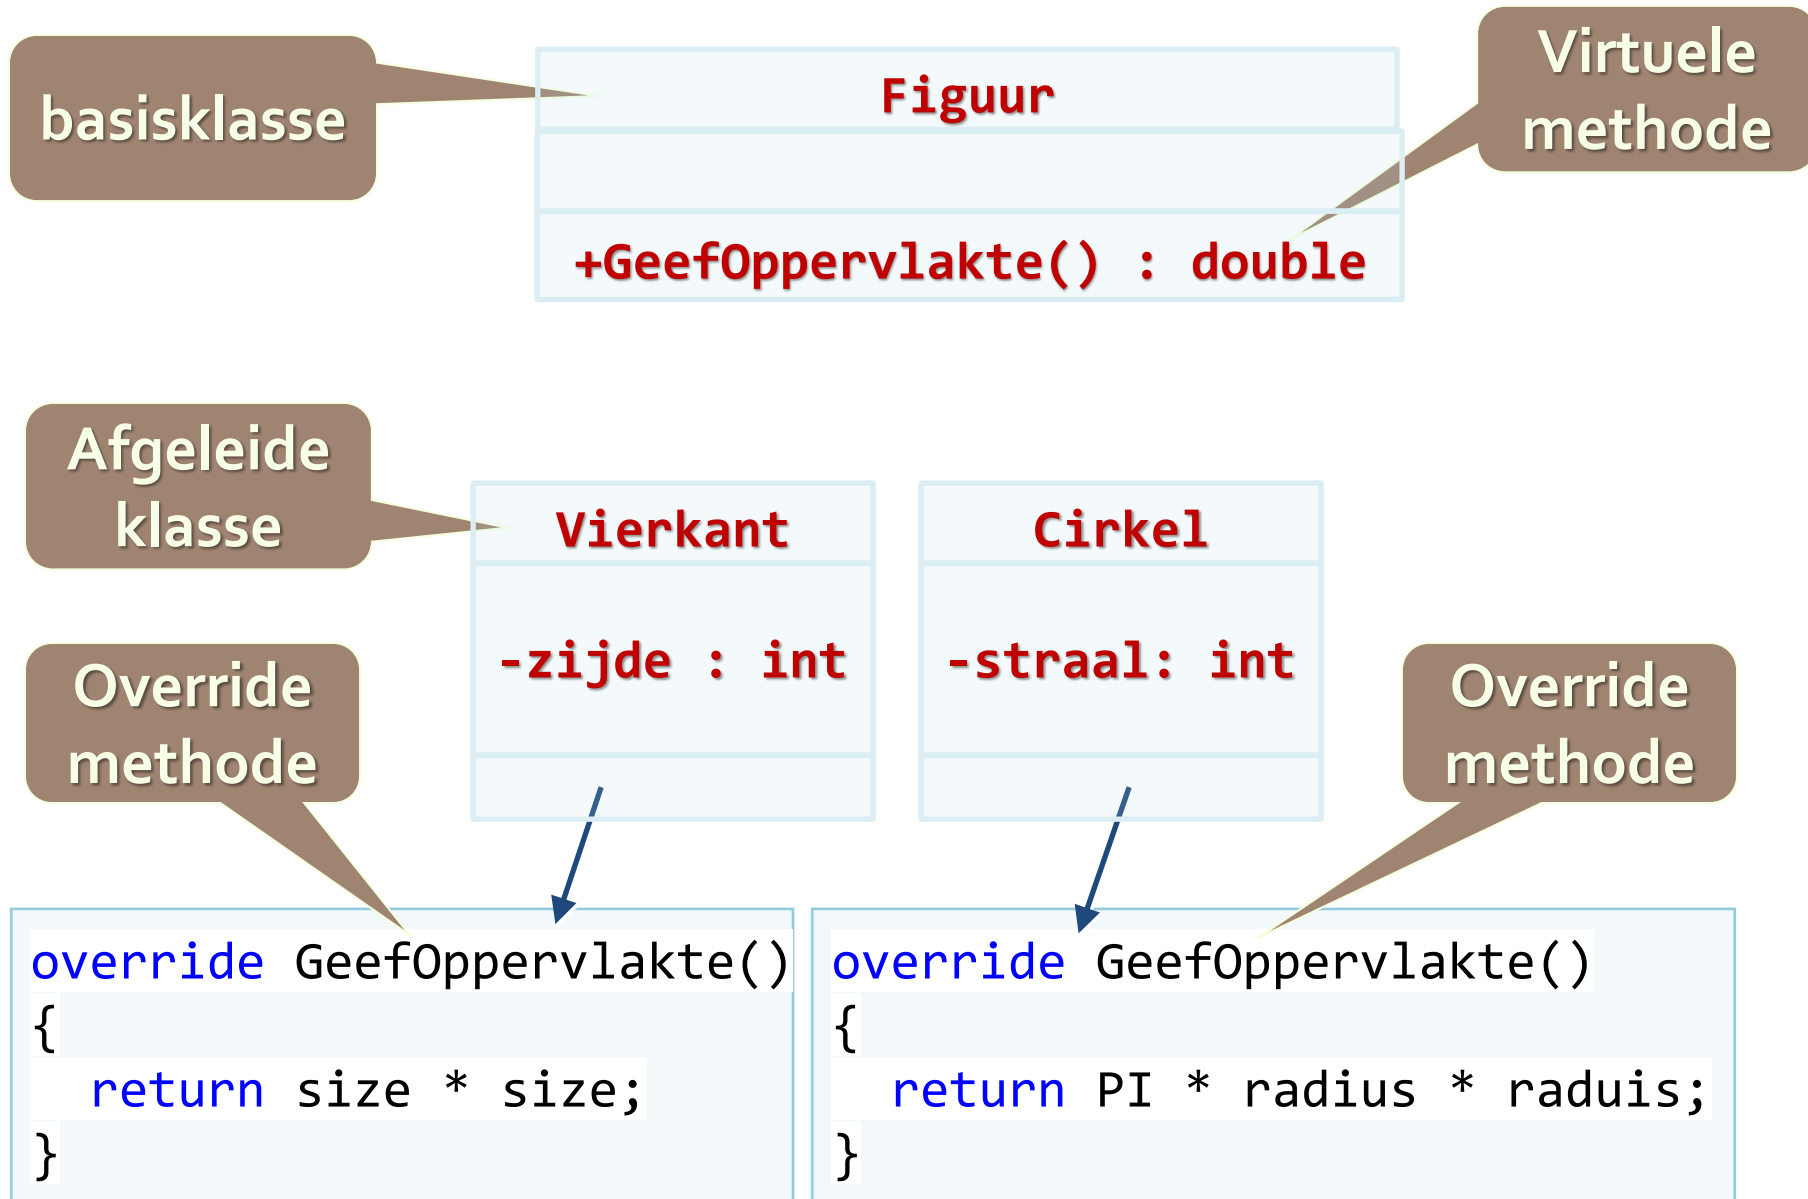 basisklasse
Figuur
Virtuele
methode
+GeefOppervlakte() : double
Afgeleide
klasse
Vierkant
Cirkel
-zijde : int
-straal: int
Override
methode
Override
methode
override GeefOppervlakte()
{
  return size * size;
}
override GeefOppervlakte()
{
  return PI * radius * raduis;
}